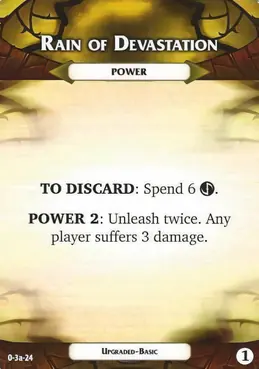 RAIN OF DEVASTATION
POWER
TO DISCARD: Spend 6 .
POWER 2: Unleash twice. Any
player suffers 3 damage.
UPGRADED-BASIC
0-3a-24
1